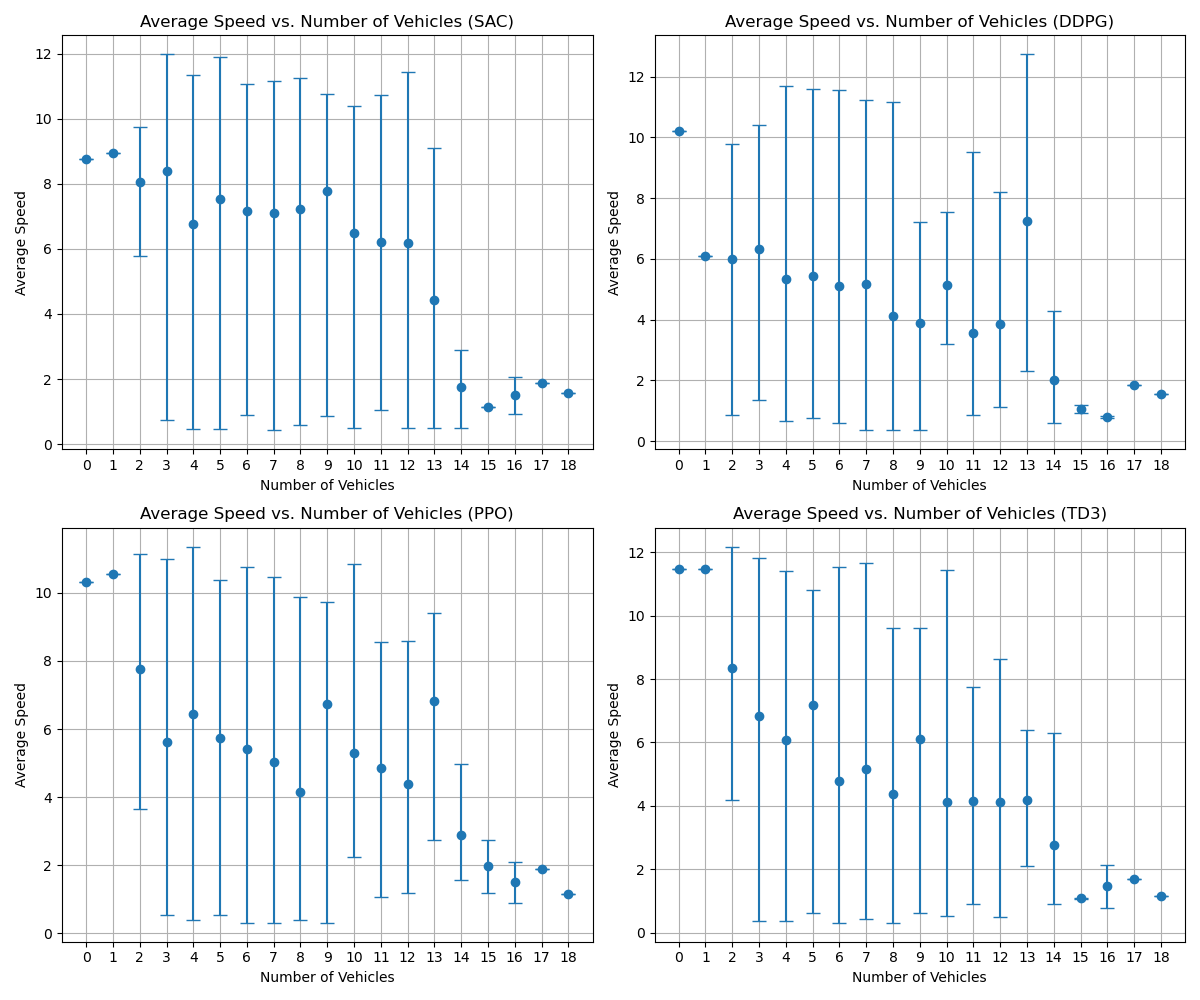 Average Speed vs. Number of Vehicles (SAC)
12
10
8
6
4
2
0
Average Speed
0 1 2 3 4 5 6 7 8 9 10 11 12 13 14 15 16 17 18
Number of Vehicles
Average Speed vs. Number of Vehicles (DDPG)
12
10
8
6
4
2
0
Average Speed
0 1 2 3 4 5 6 7 8 9 10 11 12 13 14 15 16 17 18
Number of Vehicles
Average Speed vs. Number of Vehicles (PPO)
10
8
6
4
2
0
Average Speed
0 1 2 3 4 5 6 7 8 9 10 11 12 13 14 15 16 17 18
Number of Vehicles
Average Speed vs. Number of Vehicles (TD3)
12
10
8
6
4
2
0
Average Speed
0 1 2 3 4 5 6 7 8 9 10 11 12 13 14 15 16 17 18
Number of Vehicles